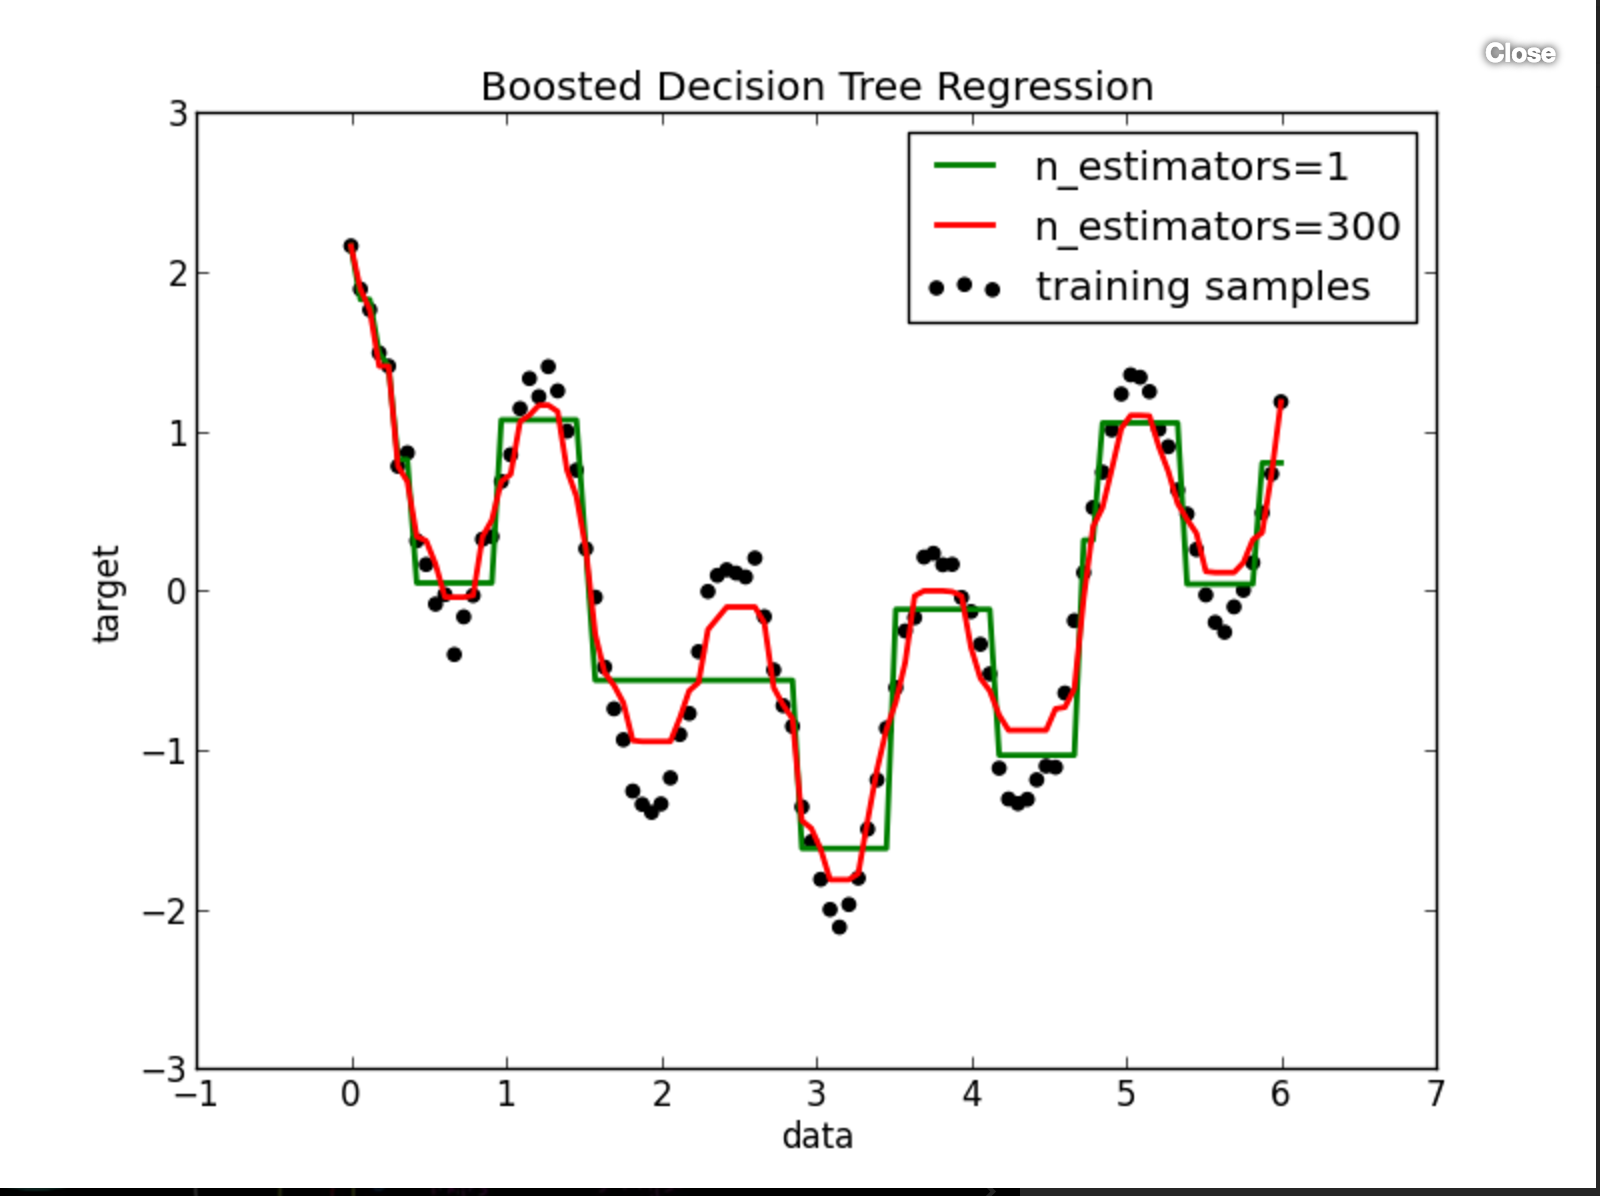 Close
Boosted Decision Tree Regression
3
n_estimators=1
n_estimators=300
training samples
2
1
0
target
−1
−2
−3
−1 0 1 2 3 4 5 6 7
data